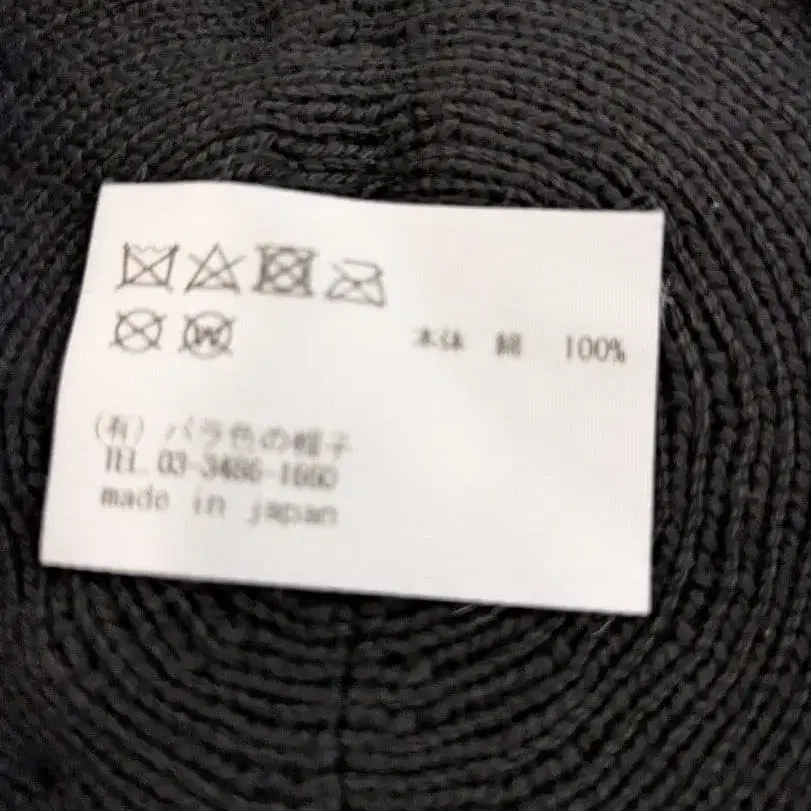 本体 綿 100%
(有) バラ色の帽子
TEL 03-3486-1660
made in japan